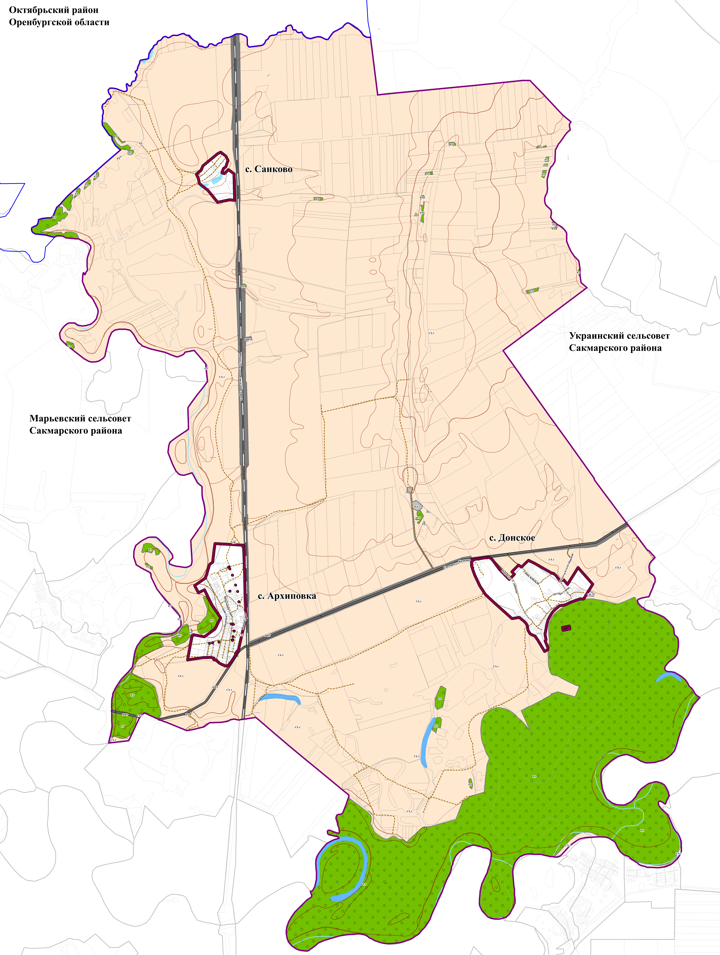 Октябрьский район
Оренбургской области
с. Санково
Украинский сельсовет
Сакмарского района
Марьевский сельсовет
Сакмарского района
с. Донское
с. Архиповка